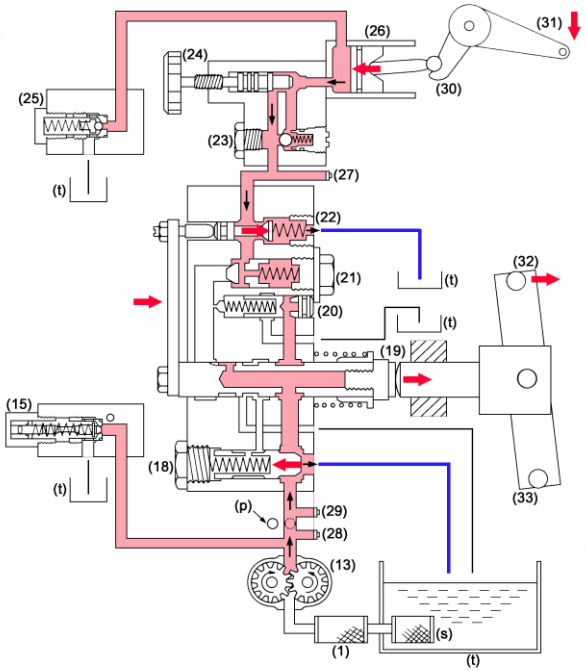 (26)
(31)
(24)
(30)
(25)
(23)
(27)
(t)
(22)
(32)
(21)
(t)
(20)
(t)
(19)
(15)
(18)
(t)
(33)
(p)
(29)
(28)
(13)
(1)
(s)
(t)